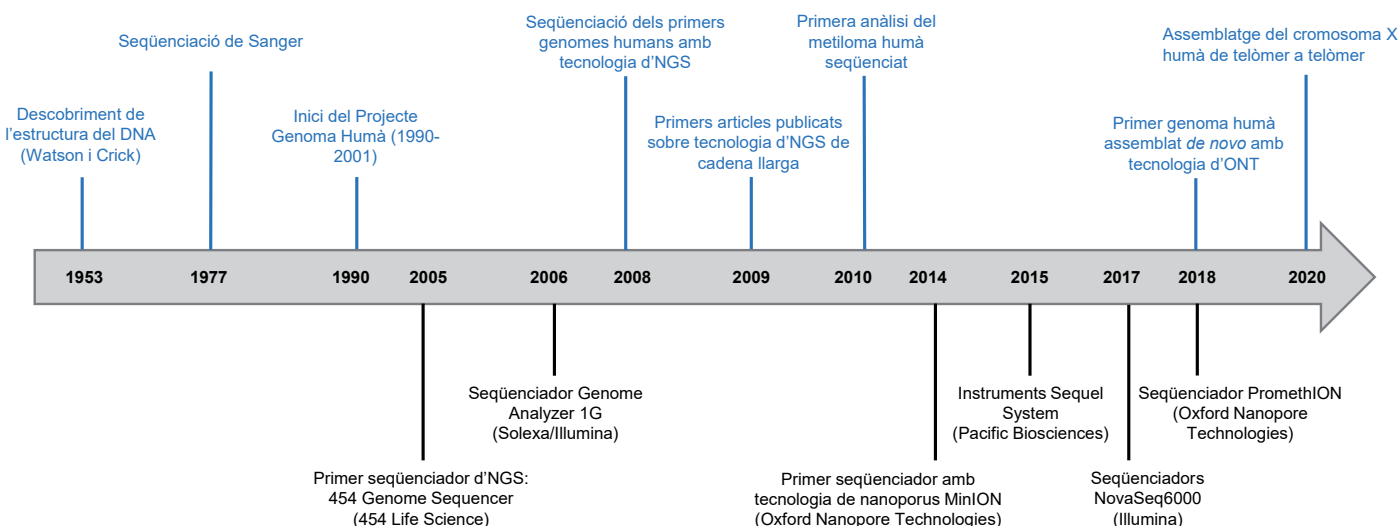 Descobriment de
l'estructura del DNA
(Watson i Crick)
Seqüenciació de Sanger
Inici del Projecte
Genoma Humà (1990-
2001)
Seqüenciació dels primers
genomes humans amb
tecnologia d'NGS
Primers articles publicats
sobre tecnologia d'NGS de
cadena llarga
Primera anàlisi del
metiloma humà
seqüenciat
Primer genoma humà
assemblat de novo amb
tecnologia d'ONT
Assemblatge del cromosoma X
humà de telòmer a telòmer
1953 1977 1990 2005 2006 2008 2009 2010 2014 2015 2017 2018 2020
Primer seqüenciador d'NGS:
454 Genome Sequencer
(454 Life Science)
Seqüenciador Genome
Analyzer 1G
(Solexa/Illumina)
Primer seqüenciador amb
tecnologia de nanoporus MinION
(Oxford Nanopore Technologies)
Instruments Sequel
System
(Pacific Biosciences)
Seqüenciadors
NovaSeq6000
(Illumina)
Seqüenciador PromethION
(Oxford Nanopore
Technologies)